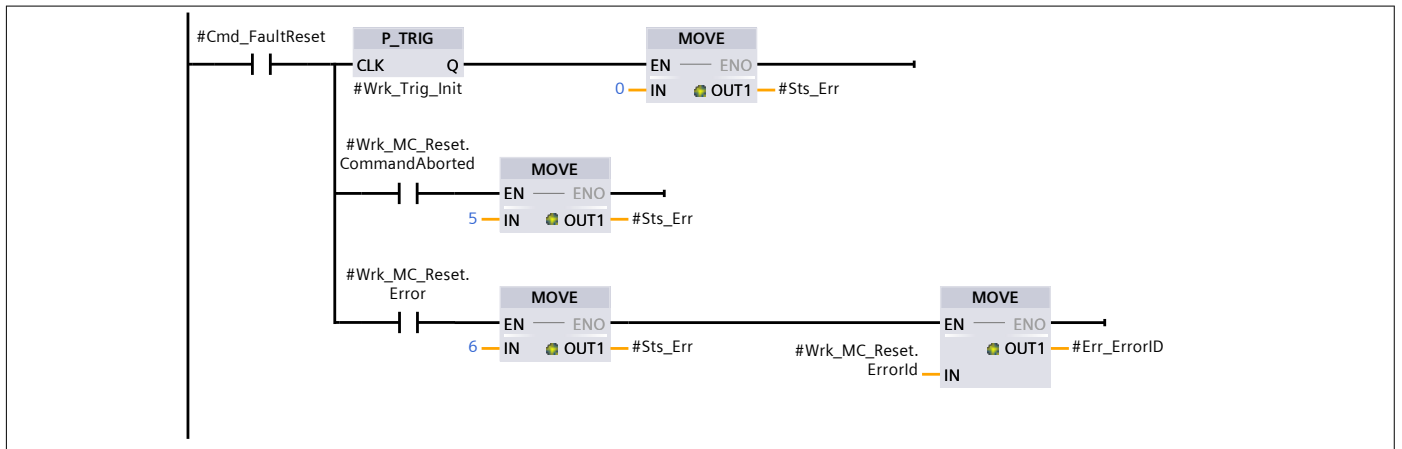 #Cmd_FaultReset
P_TRIG
CLK Q
#Wrk_Trig_Init
MOVE
EN ENO
0 IN OUT1 #Sts_Err
#Wrk_MC_Reset.
CommandAborted
MOVE
EN ENO
5 IN OUT1 #Sts_Err
#Wrk_MC_Reset.
Error
MOVE
EN ENO
6 IN OUT1 #Sts_Err
MOVE
EN ENO
OUT1 #Err_ErrorID
#Wrk_MC_Reset.
ErrorId IN